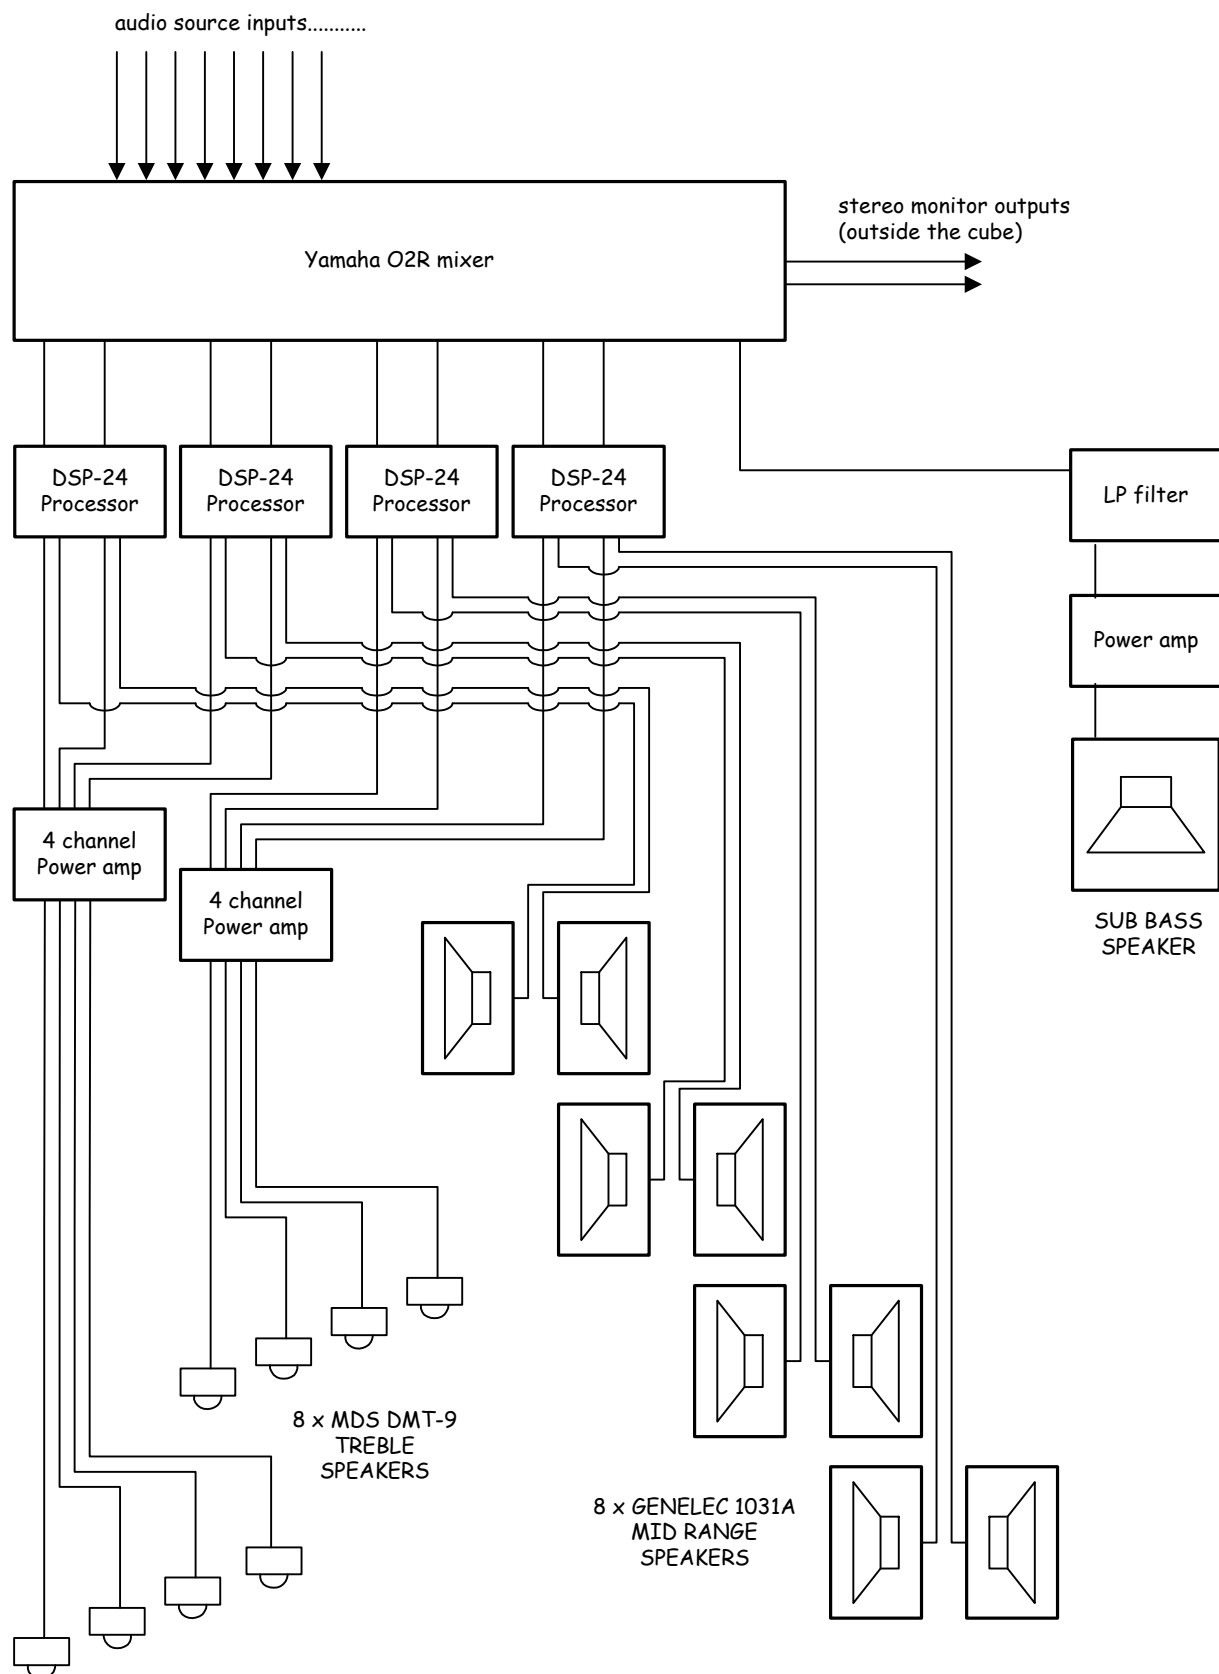 audio source inputs...........
stereo monitor outputs
(outside the cube)
Yamaha O2R mixer
DSP-24
Processor
DSP-24
Processor
DSP-24
Processor
DSP-24
Processor
LP filter
Power amp
4 channel
Power amp
4 channel
Power amp
SUB BASS
SPEAKER
8 x MDS DMT-9
TREBLE
SPEAKERS
8 x GENELEC 1031A
MID RANGE
SPEAKERS